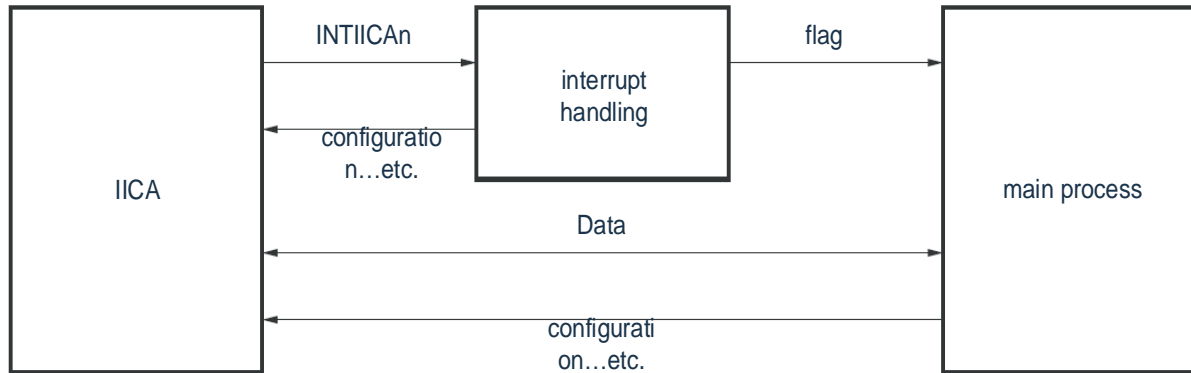 INTIICAn
flag
interrupt
handling
configuratio
n…etc.
IICA
main process
Data
configurati
on…etc.